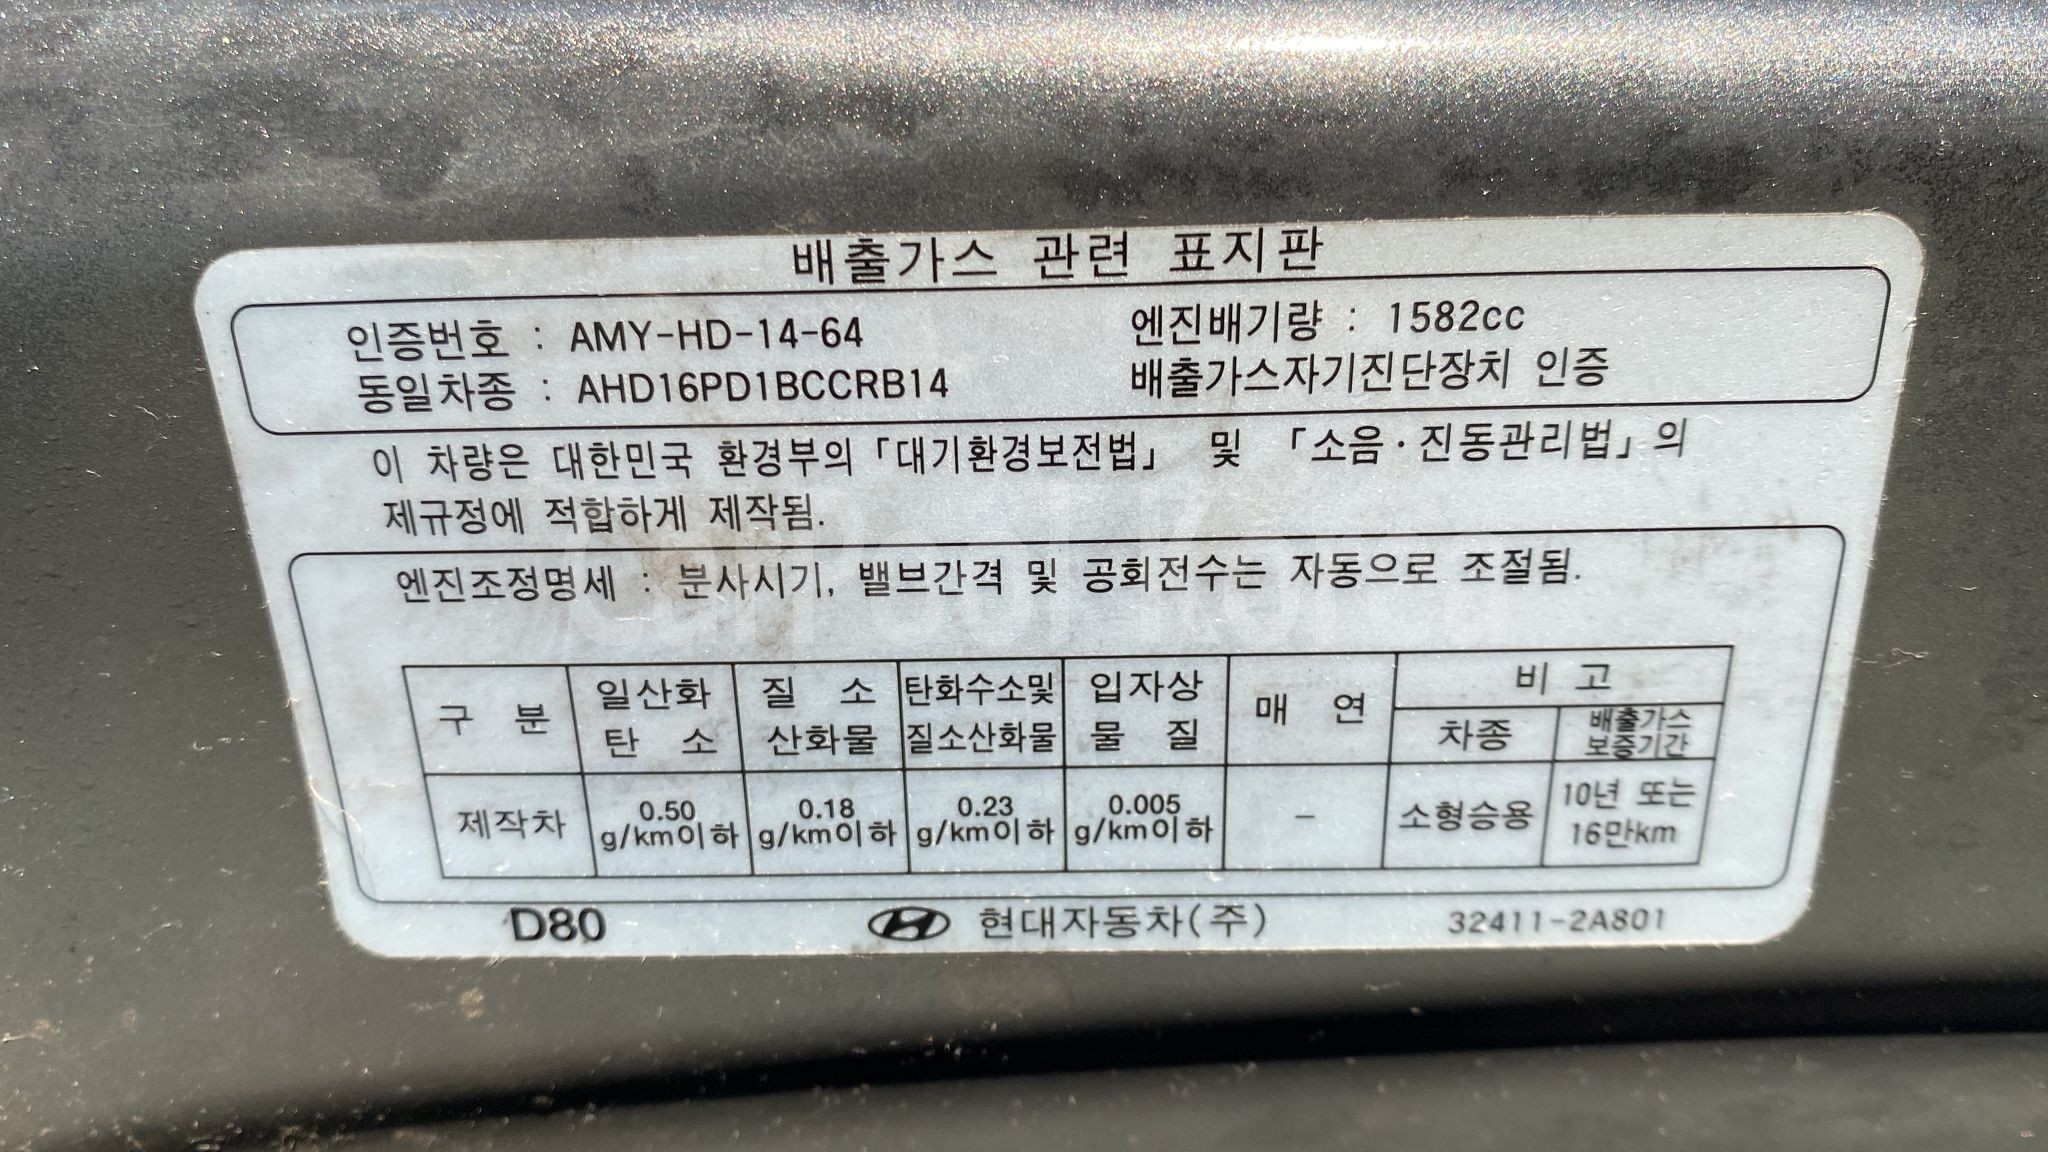 배출가스 관련 표지판
인증번호 : AMY-HD-14-64 엔진배기량 : 1582cc
동일차종 : AHD16PD1BCCRB14 배출가스자기진단장치 인증
이 차량은 대한민국 환경부의 「대기환경보전법」 및 「소음·진동관리법」의
제규정에 적합하게 제작됨.
엔진조정명세 : 분사시기, 밸브간격 및 공회전수는 자동으로 조절됨.
구 분 일산화 탄 소 질 소 산화물 탄화수소및 질소산화물 입자상 물 질 매 연 비 고
차종 배출가스 보증기간
제작차 0.50 g/km이하 0.18 g/km이하 0.23 g/km이하 0.005 g/km이하 - 소형승용 10년 또는 16만km
D80 현대자동차(주) 32411-2A801